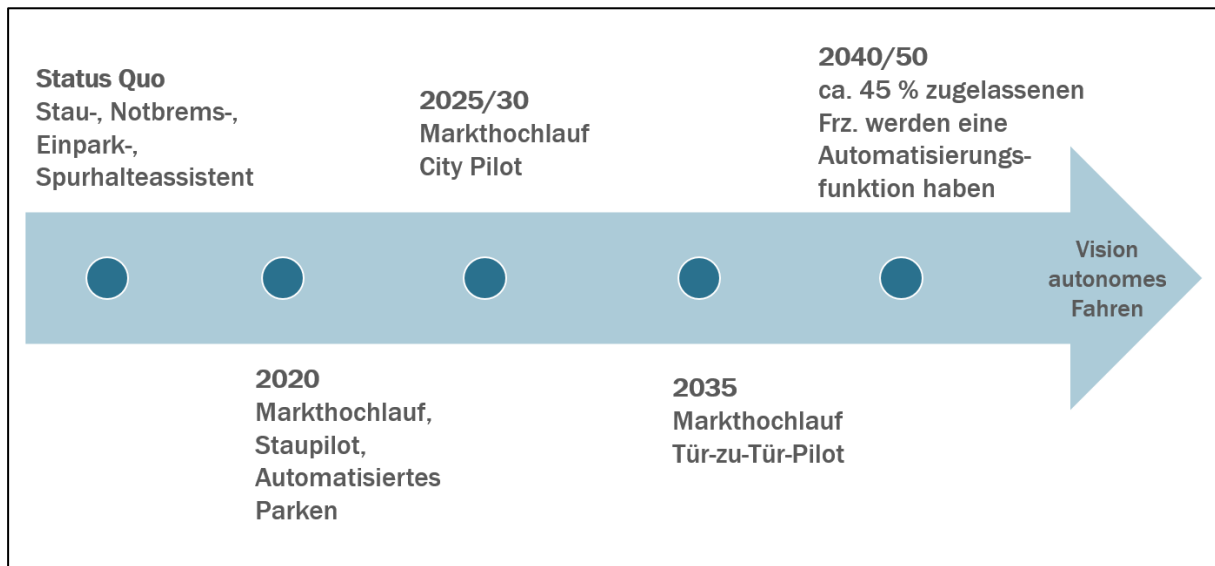 Status Quo
Stau-, Notbrems-,
Einpark-,
Spurhalteassistent
2020
Markthochlauf,
Staupilot,
Automatisiertes
Parken
2025/30
Markthochlauf
City Pilot
2035
Markthochlauf
Tür-zu-Tür-Pilot
2040/50
ca. 45 % zugelassenen
Frz. werden eine
Automatisierungs-
funktion haben
Vision
autonomes
Fahren